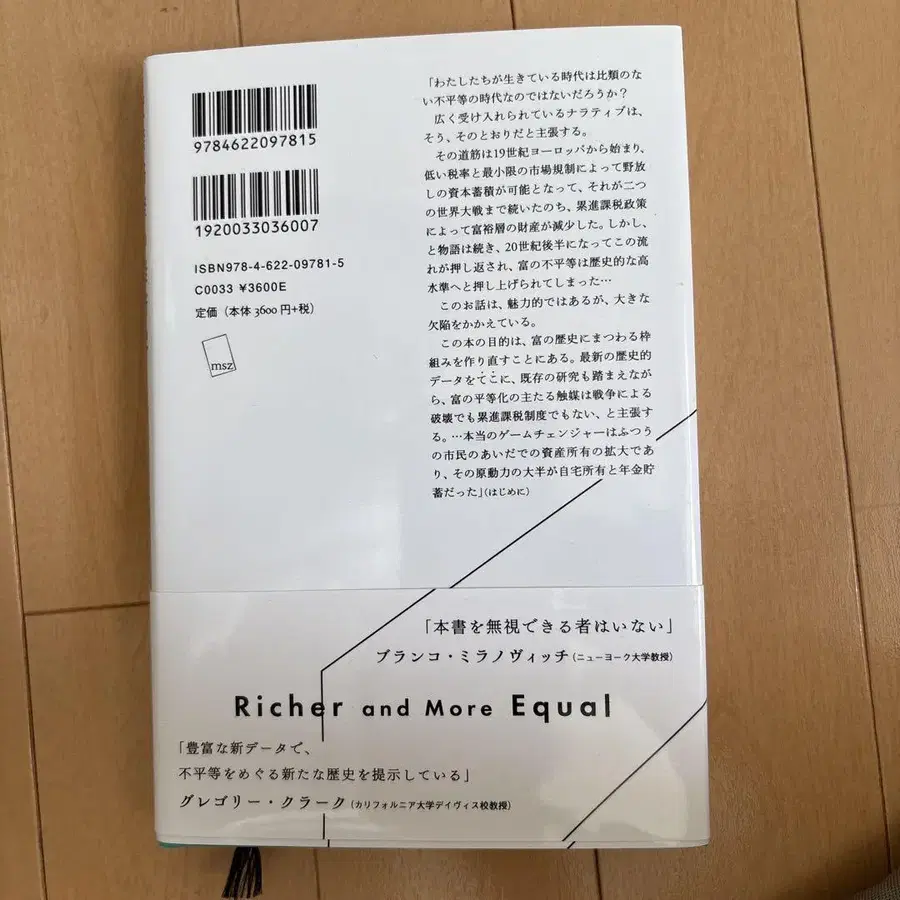 9784622097815
1920033036007
ISBN978-4-622-09781-5
C0033 ¥3600E
定価（本体3600円+税）
msz
「わたしたちが生きている時代は比類のな
い不平等の時代なのではないだろうか？
広く受け入れられているナラティブは、
そう、そのとおりだと主張する。
その道筋は19世紀ヨーロッパから始まり、
低い税率と最小限の市場規制によって野放
しの資本蓄積が可能となって、それが二つ
の世界大戦まで続いたのち、累進課税政策
によって富裕層の財産が減少した。しかし、
と物語は続き、20世紀後半になってこの流
れが押し返され、富の不平等は歴史的な高
水準へと押し上げられてしまった…
このお話は、魅力的ではあるが、大きな
欠陥をかかえている。
この本の目的は、富の歴史にまつわる枠
組みを作り直すことにある。最新の歴史的
データをてこに、既存の研究も踏まえなが
ら、富の平等化の主たる触媒は戦争による
破壊でも累進課税制度でもない、と主張す
る。…本当のゲームチェンジャーはふつう
の市民のあいだでの資産所有の拡大であ
り、その原動力の大半が自宅所有と年金貯
蓄だった」（はじめに）
「本書を無視できる者はいない」
ブランコ・ミラノヴィッチ（ニューヨーク大学教授）
Richer and More Equal
「豊富な新データで、
不平等をめぐる新たな歴史を提示している」
グレゴリー・クラーク（カリフォルニア大学デイヴィス校教授）